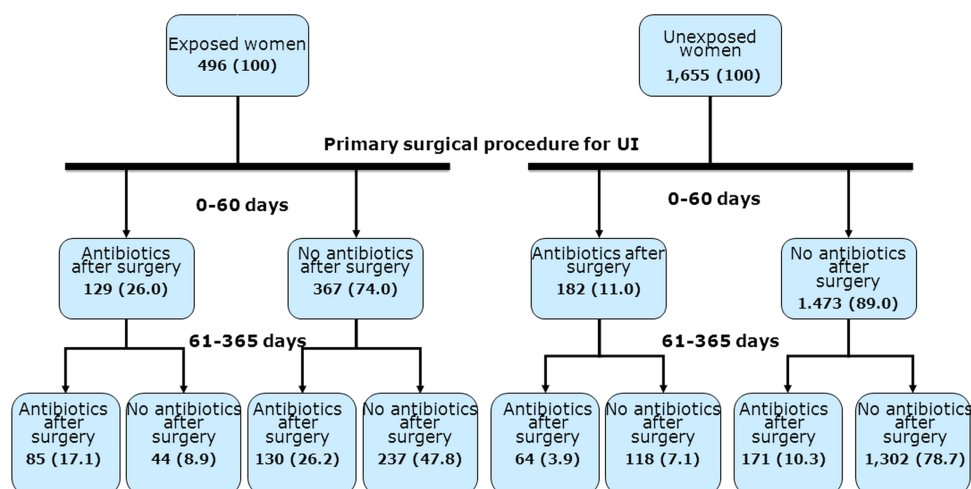 Exposed women
496 (100)
Unexposed
women
1,655 (100)
Primary surgical procedure for UI
0-60 days
0-60 days
Antibiotics
after surgery
129 (26.0)
No antibiotics
after surgery
367 (74.0)
Antibiotics after
surgery
182 (11.0)
No antibiotics
after
surgery
1.473 (89.0)
61-365 days
61-365 days
Antibiotics
after
surgery
85 (17.1)
No antibiotics
after
surgery
44 (8.9)
Antibiotics
after
surgery
130 (26.2)
No antibiotics
after
surgery
237 (47.8)
Antibiotics
after
surgery
64 (3.9)
No antibiotics
after
surgery
118 (7.1)
Antibiotics
after
surgery
171 (10.3)
No antibiotics
after
surgery
1,302 (78.7)